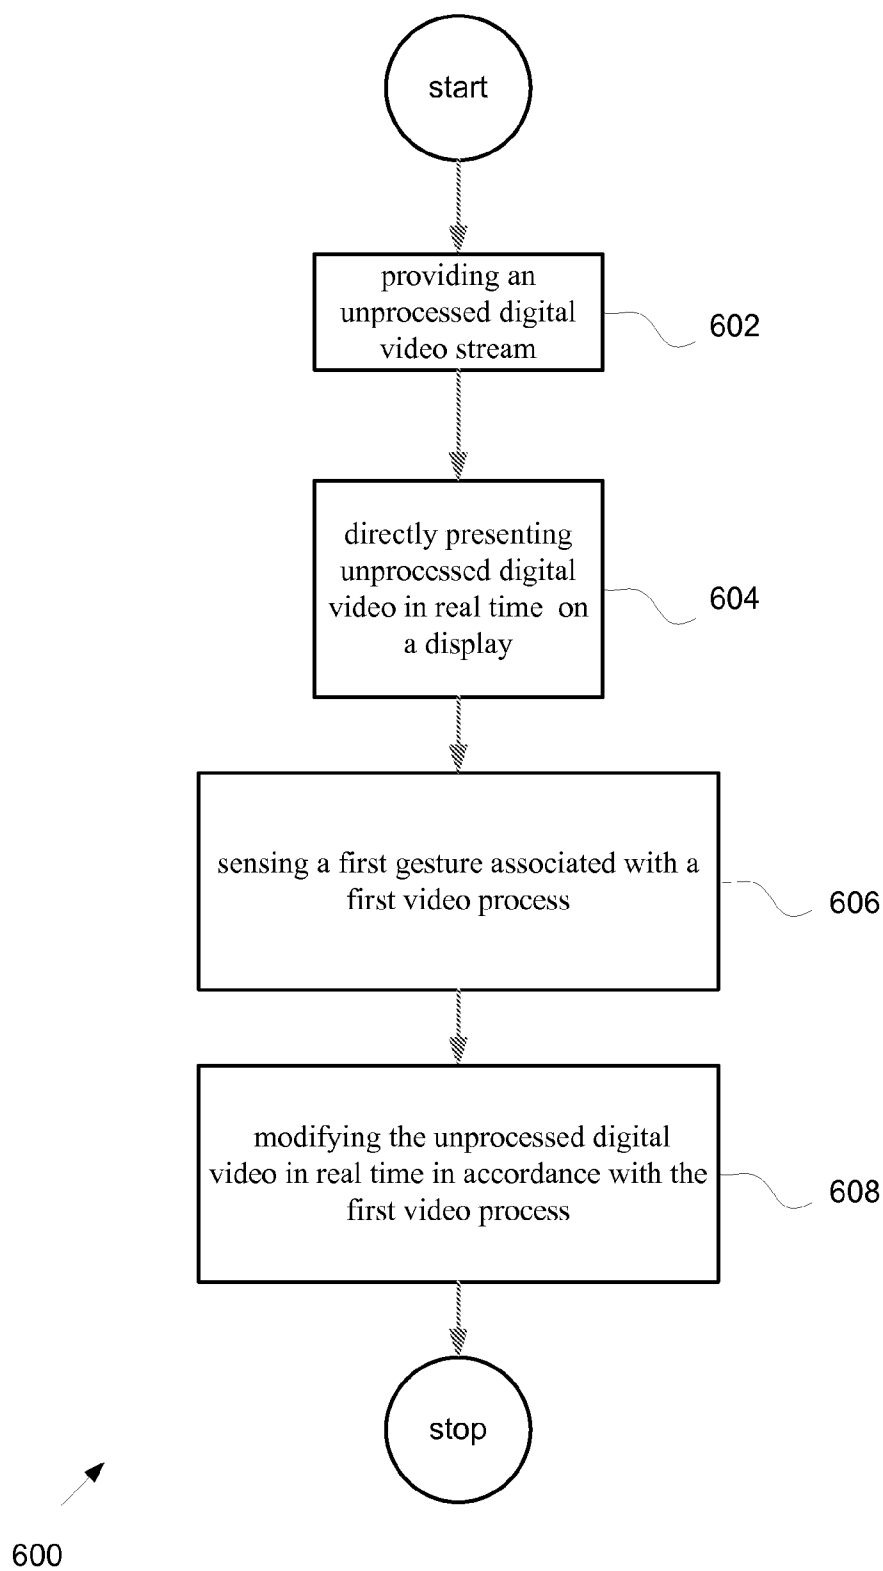 start
providing an
unprocessed digital
video stream
602
directly presenting
unprocessed digital
video in real time on
a display
604
sensing a first gesture associated with a
first video process
606
modifying the unprocessed digital
video in real time in accordance with the
first video process
608
stop
600